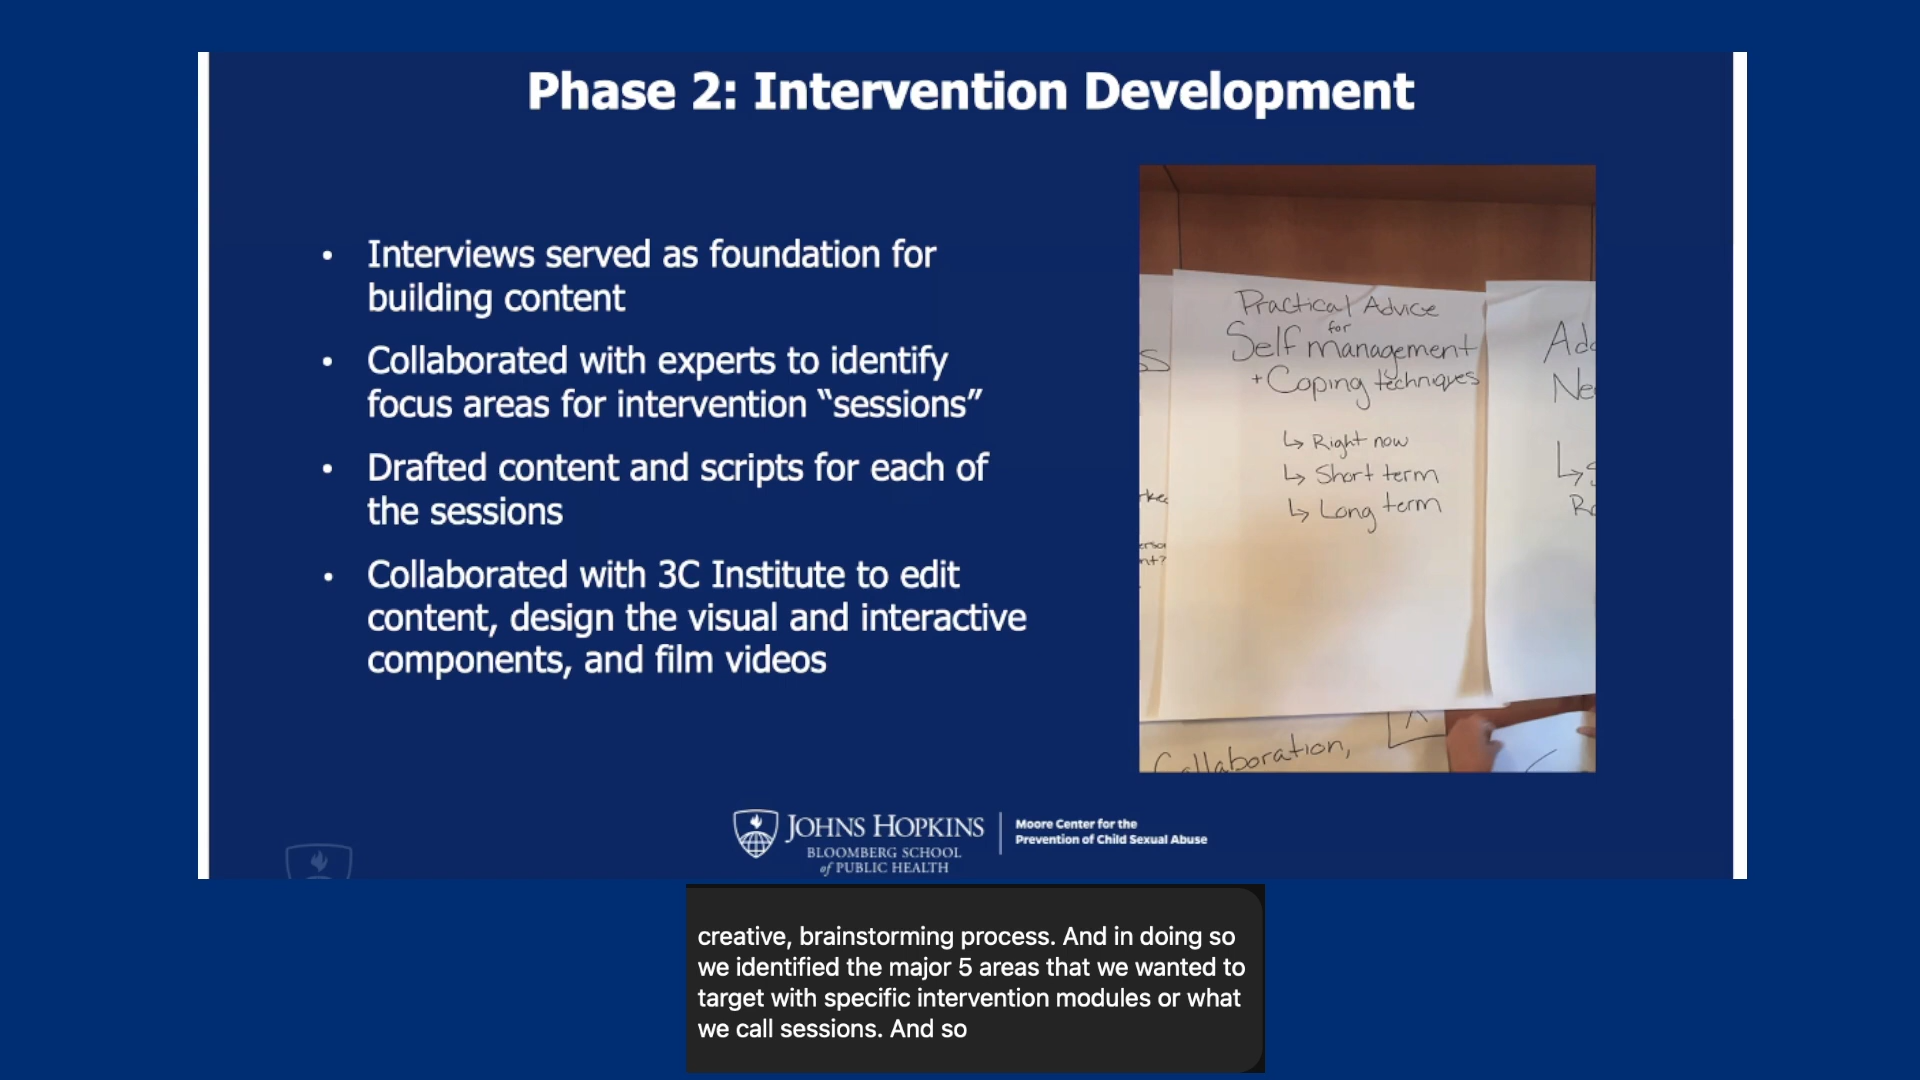 Phase 2: Intervention Development
• Interviews served as foundation for
building content
• Collaborated with experts to identify
focus areas for intervention “sessions”
• Drafted content and scripts for each of
the sessions
• Collaborated with 3C Institute to edit
content, design the visual and interactive
components, and film videos
Practical Advice
for
Self management
+ Coping techniques
↳ Right now
↳ Short term
↳ Long term
Collaboration,
JOHNS HOPKINS
BLOOMBERG SCHOOL
of PUBLIC HEALTH
Moore Center for the
Prevention of Child Sexual Abuse
creative, brainstorming process. And in doing so
we identified the major 5 areas that we wanted to
target with specific intervention modules or what
we call sessions. And so